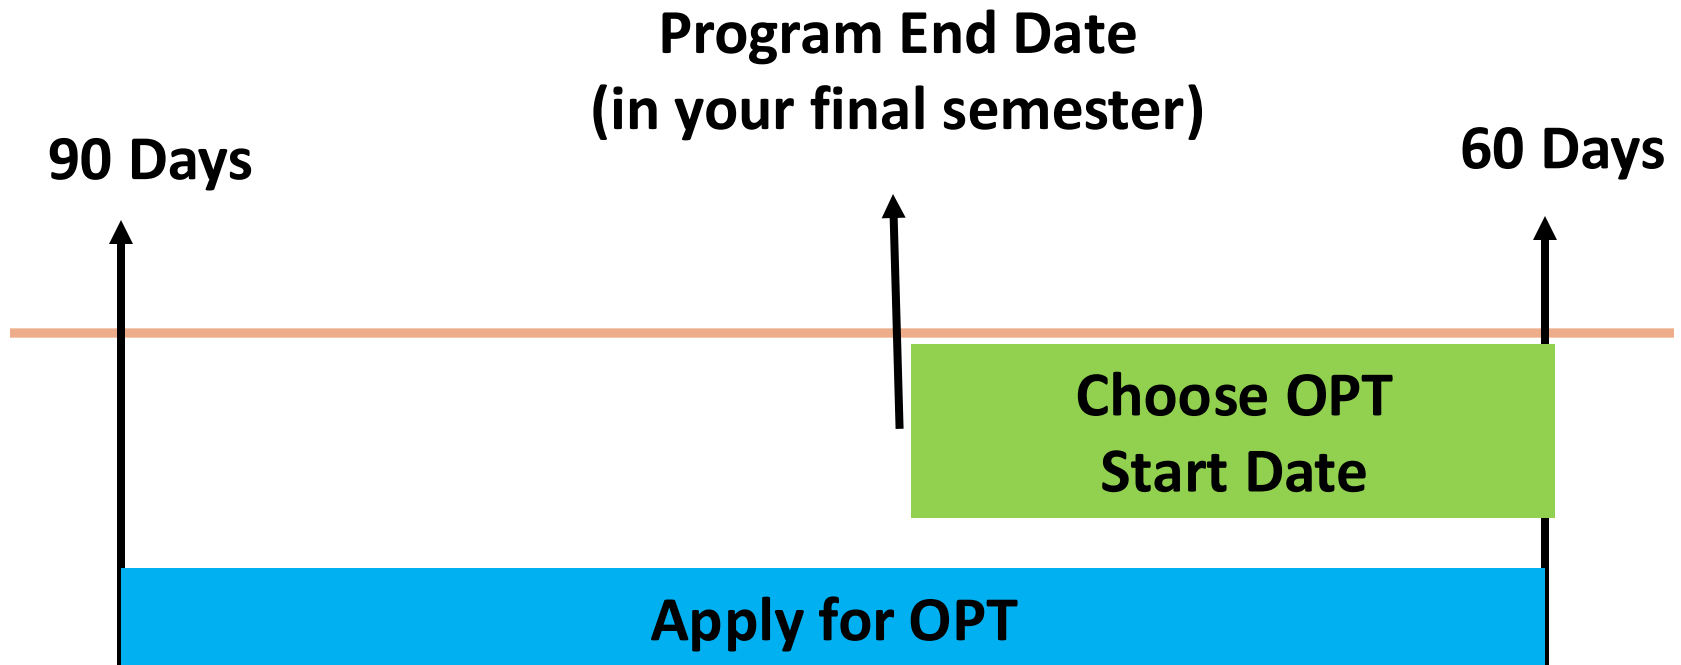 Program End Date
(in your final semester)
90 Days
60 Days
Choose OPT
Start Date
Apply for OPT